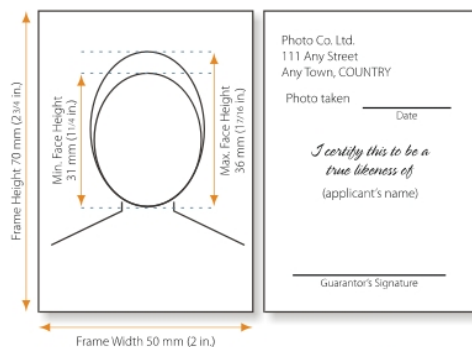 Frame Height 70 mm (2 3/4 in.)
Min. Face Height
31 mm (1 1/4 in.)
Max. Face Height
36 mm (1 7/16 in.)
Frame Width 50 mm (2 in.)
Photo Co. Ltd.
111 Any Street
Any Town, COUNTRY
Photo taken
Date
I certify this to be a
true likeness of
(applicant's name)
Guarantor's Signature